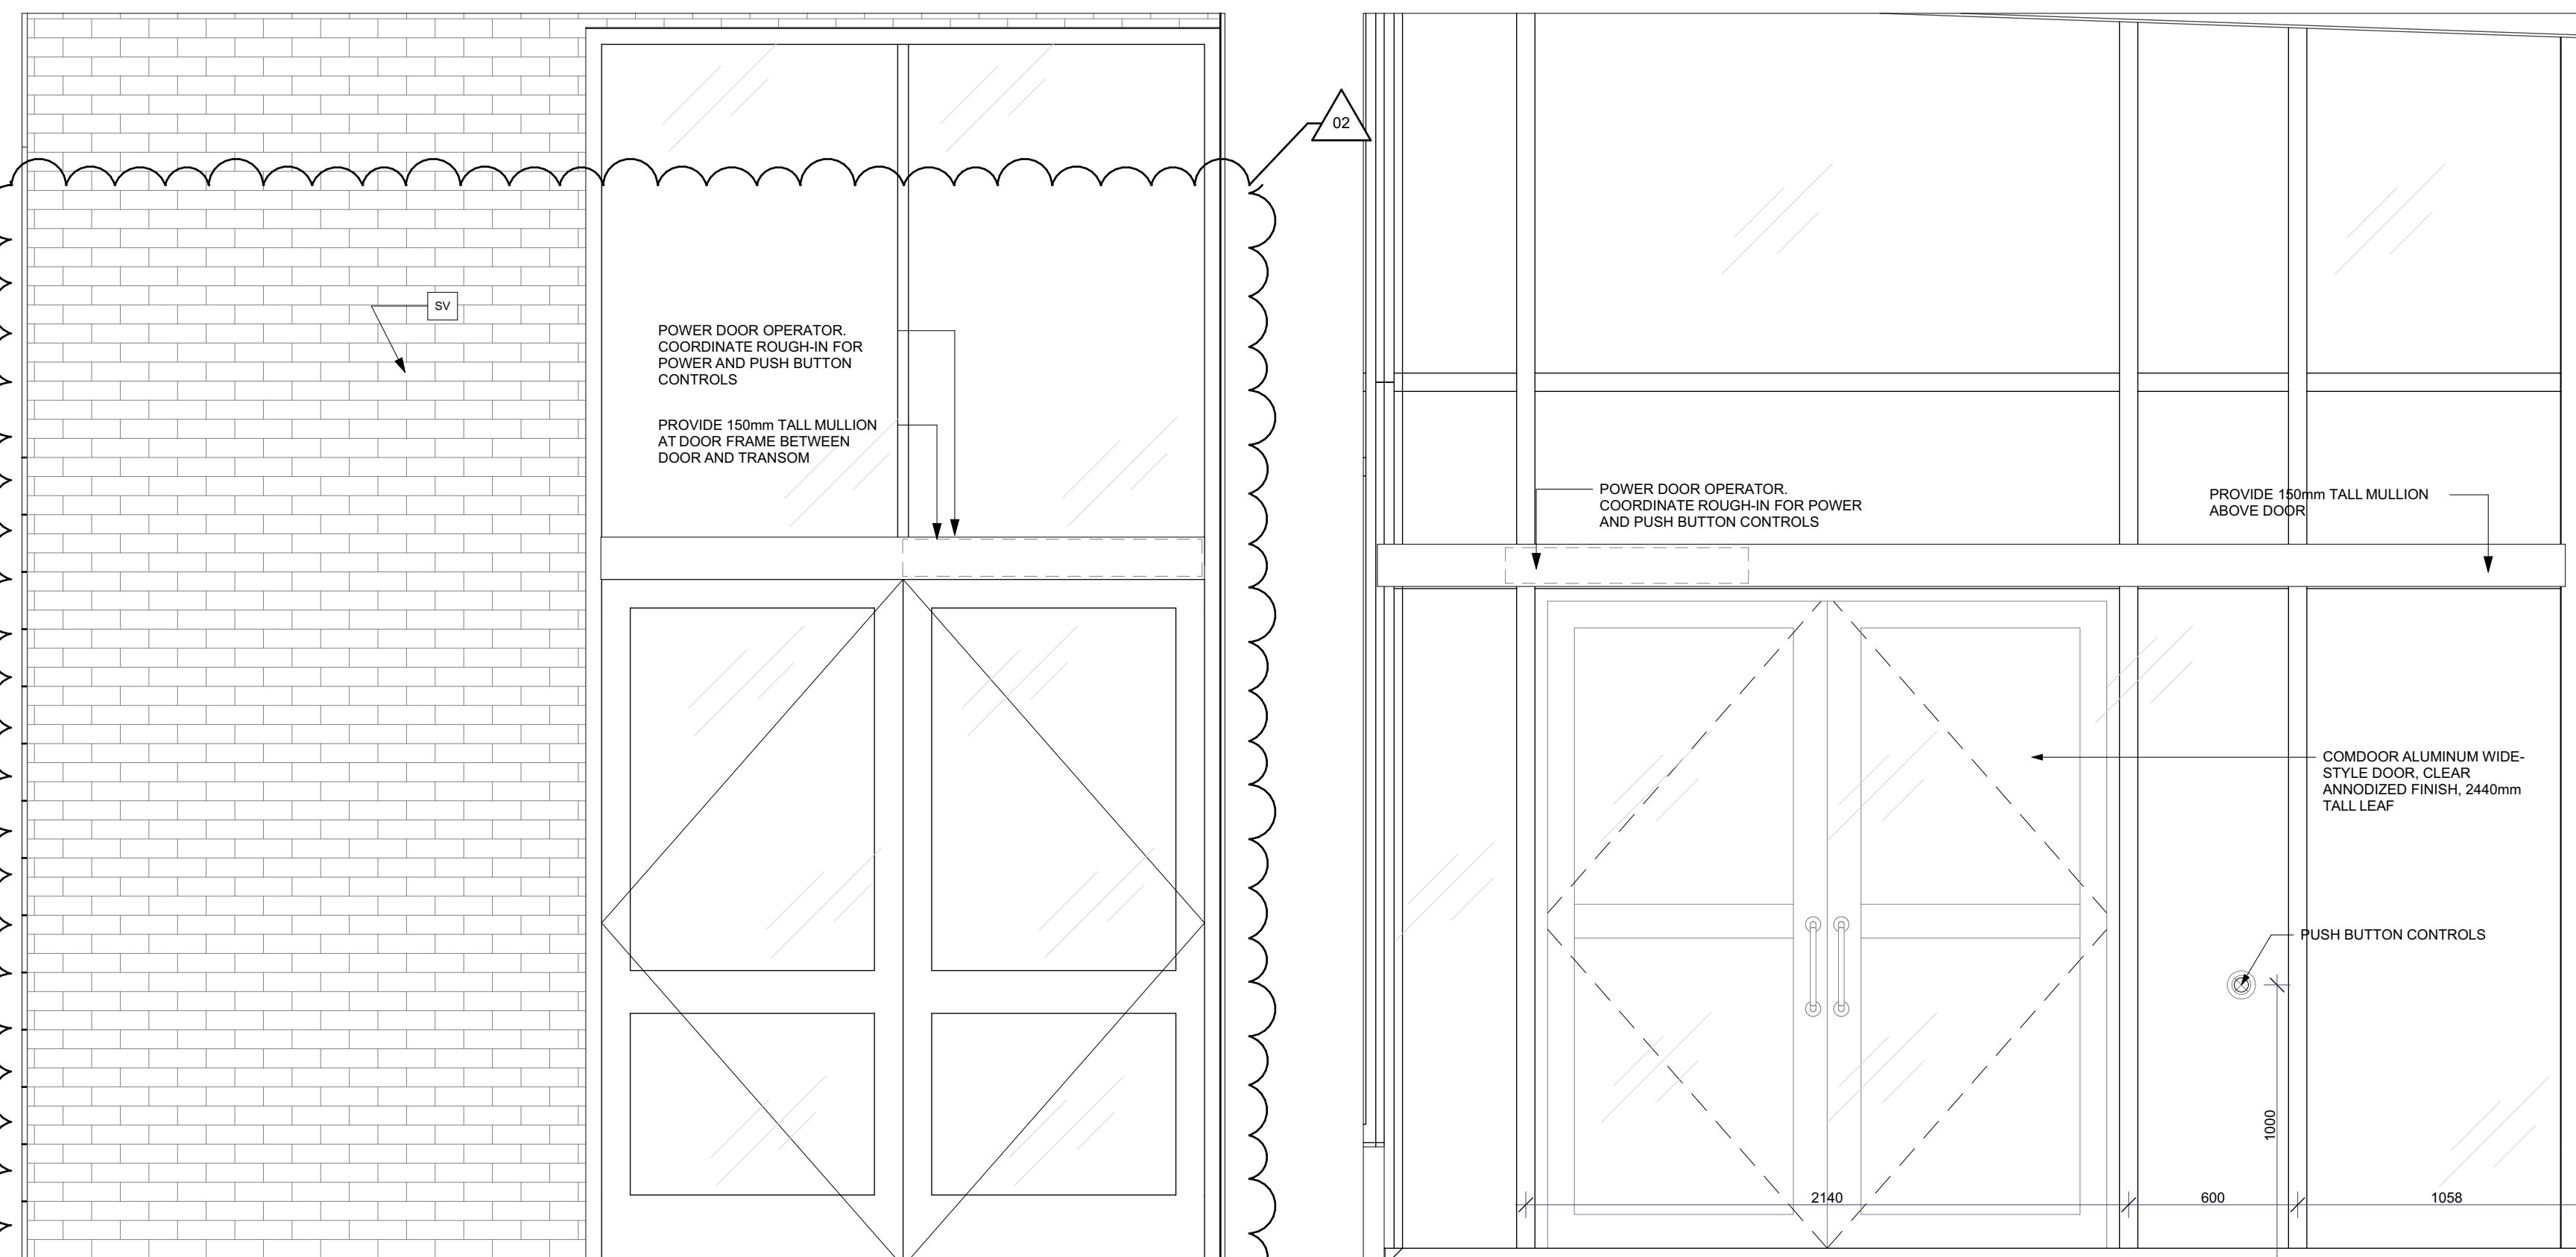 02
SV
POWER DOOR OPERATOR.
COORDINATE ROUGH-IN FOR
POWER AND PUSH BUTTON
CONTROLS
PROVIDE 150mm TALL MULLION
AT DOOR FRAME BETWEEN
DOOR AND TRANSOM
POWER DOOR OPERATOR.
COORDINATE ROUGH-IN FOR POWER
AND PUSH BUTTON CONTROLS
PROVIDE 150mm TALL MULLION
ABOVE DOOR
COMDOOR ALUMINUM WIDE-
STYLE DOOR, CLEAR
ANNODIZED FINISH, 2440mm
TALL LEAF
PUSH BUTTON CONTROLS
1000
2140
600
1058